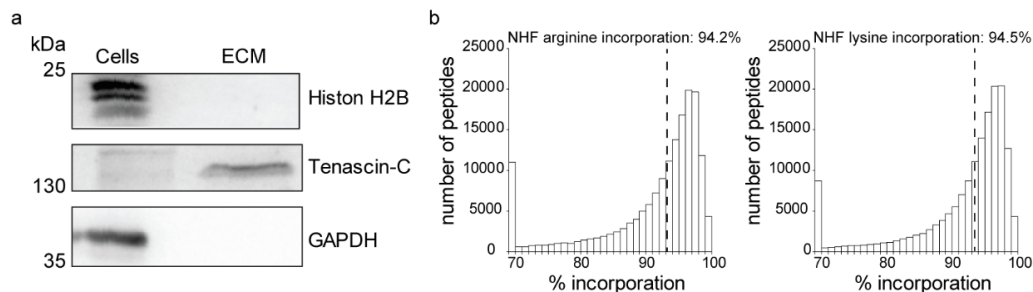 a
kDa
Cells
ECM
25
Histon H2B
Tenascin-C
130
GAPDH
35
b
NHF arginine incorporation: 94.2%
number of peptides
25000
20000
15000
10000
5000
0
70
80
90
100
% incorporation
NHF lysine incorporation: 94.5%
number of peptides
25000
20000
15000
10000
5000
0
70
80
90
100
% incorporation